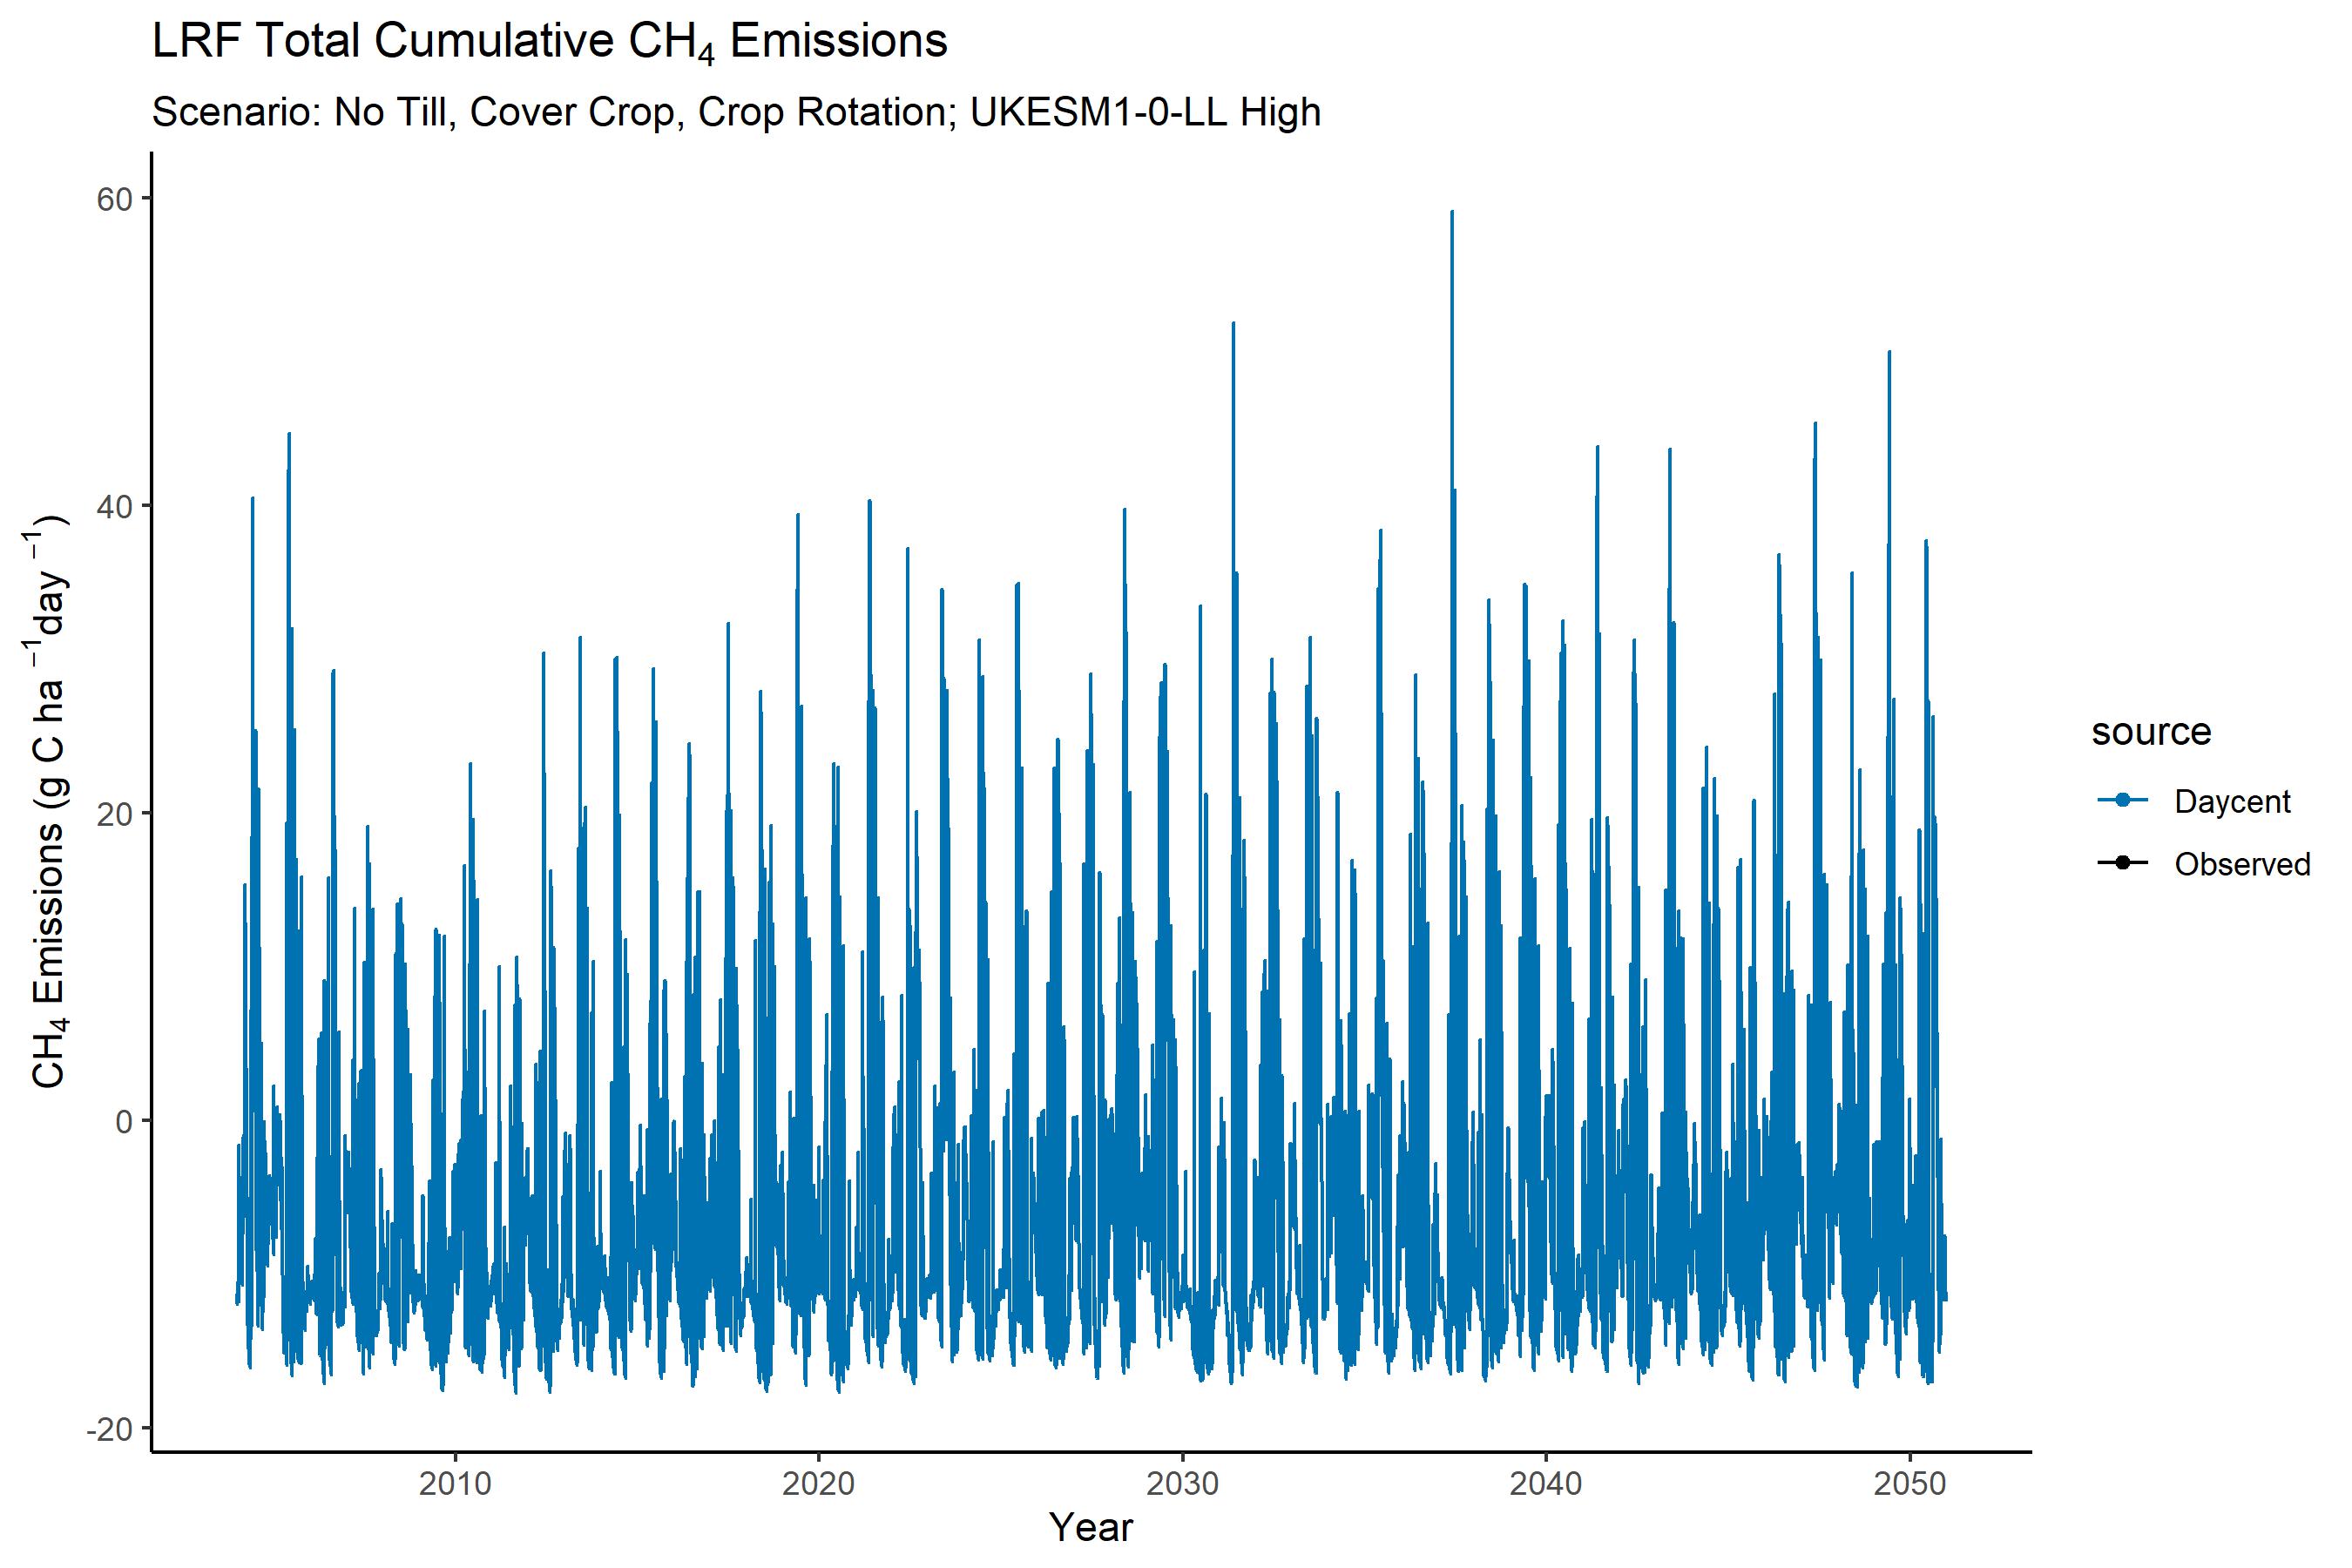 LRF Total Cumulative CH₄ Emissions
Scenario: No Till, Cover Crop, Crop Rotation; UKESM1-0-LL High
CH₄ Emissions (g C ha ⁻¹day ⁻¹)
60
40
20
0
-20
2010
2020
2030
2040
2050
Year
source
Daycent
Observed